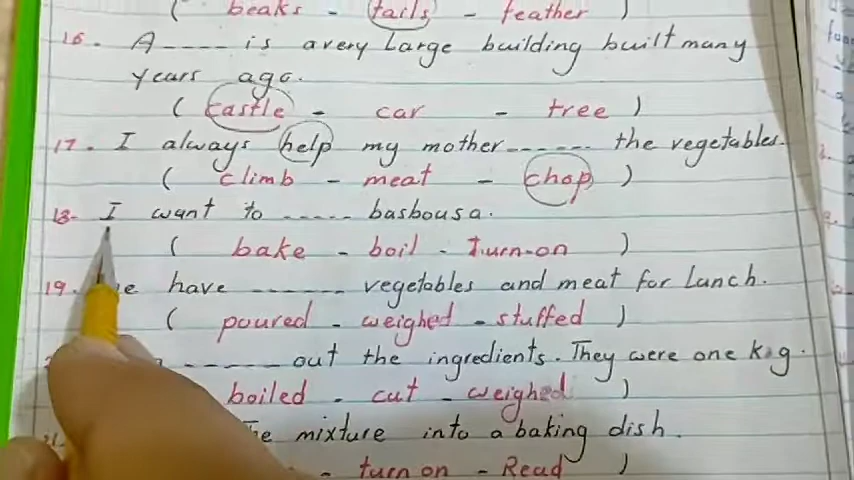 ( beaks - tails - feather )
16. A ----- is avery Large building built many
years ago.
( castle - car - tree )
17. I always help my mother ------ the vegetables.
( climb - meat - chop )
18- I want to ----- basbousa.
( bake - boil - Turn-on )
19. e have ------- vegetables and meat for Lunch.
( poured - weighed - stuffed )
------- out the ingredients. They were one k.g.
boiled - cut - weighed )
The mixture into a baking dish.
- turn on - Read )